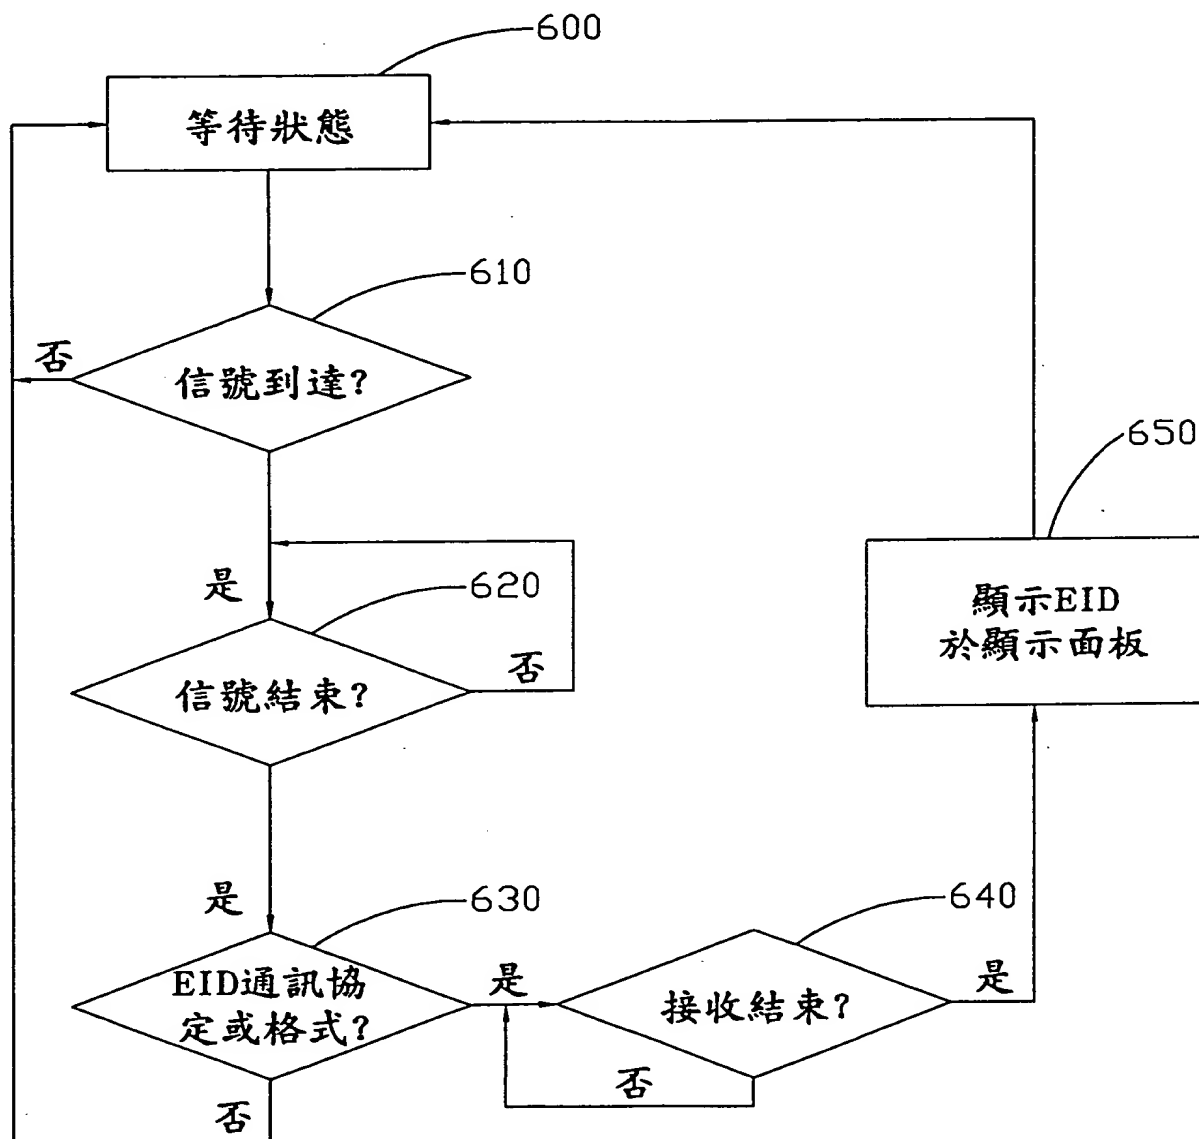 600
等待狀態
610
否
信號到達?
650
是
620
顯示EID
於顯示面板
信號結束?
否
是
630
640
EID通訊協
定或格式?
是
接收結束?
是
否
否